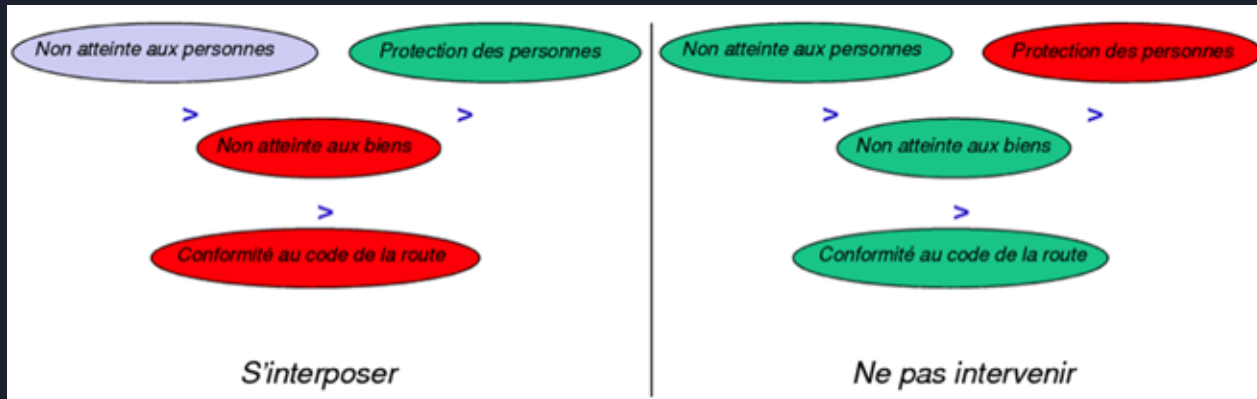 Non atteinte aux personnes
Protection des personnes
>
>
Non atteinte aux biens
>
Conformité au code de la route
S'interposer
Non atteinte aux personnes
Protection des personnes
>
>
Non atteinte aux biens
>
Conformité au code de la route
Ne pas intervenir